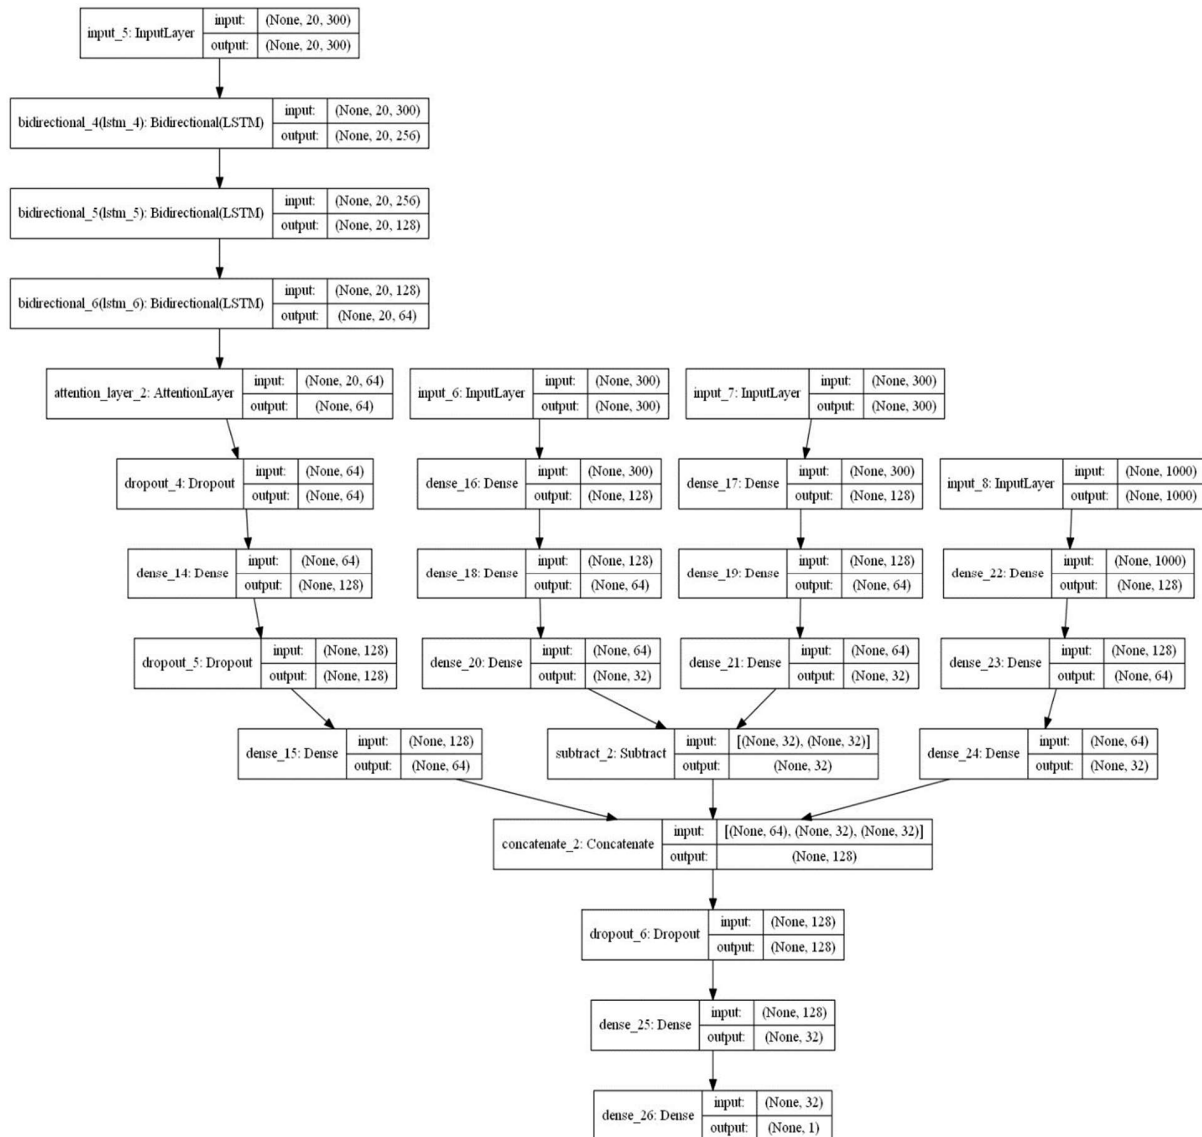 input_5: InputLayer input: (None, 20, 300)
output: (None, 20, 300)
bidirectional_4(lstm_4): Bidirectional(LSTM) input: (None, 20, 300)
output: (None, 20, 256)
bidirectional_5(lstm_5): Bidirectional(LSTM) input: (None, 20, 256)
output: (None, 20, 128)
bidirectional_6(lstm_6): Bidirectional(LSTM) input: (None, 20, 128)
output: (None, 20, 64)
attention_layer_2: AttentionLayer input: (None, 20, 64)
output: (None, 64)
input_6: InputLayer input: (None, 300)
output: (None, 300)
input_7: InputLayer input: (None, 300)
output: (None, 300)
dropout_4: Dropout input: (None, 64)
output: (None, 64)
dense_16: Dense input: (None, 300)
output: (None, 128)
dense_17: Dense input: (None, 300)
output: (None, 128)
input_8: InputLayer input: (None, 1000)
output: (None, 1000)
dense_14: Dense input: (None, 64)
output: (None, 128)
dense_18: Dense input: (None, 128)
output: (None, 64)
dense_19: Dense input: (None, 128)
output: (None, 64)
dense_22: Dense input: (None, 1000)
output: (None, 128)
dropout_5: Dropout input: (None, 128)
output: (None, 128)
dense_20: Dense input: (None, 64)
output: (None, 32)
dense_21: Dense input: (None, 64)
output: (None, 32)
dense_23: Dense input: (None, 128)
output: (None, 64)
dense_15: Dense input: (None, 128)
output: (None, 64)
subtract_2: Subtract input: [(None, 32), (None, 32)]
output: (None, 32)
dense_24: Dense input: (None, 64)
output: (None, 32)
concatenate_2: Concatenate input: [(None, 64), (None, 32), (None, 32)]
output: (None, 128)
dropout_6: Dropout input: (None, 128)
output: (None, 128)
dense_25: Dense input: (None, 128)
output: (None, 32)
dense_26: Dense input: (None, 32)
output: (None, 1)